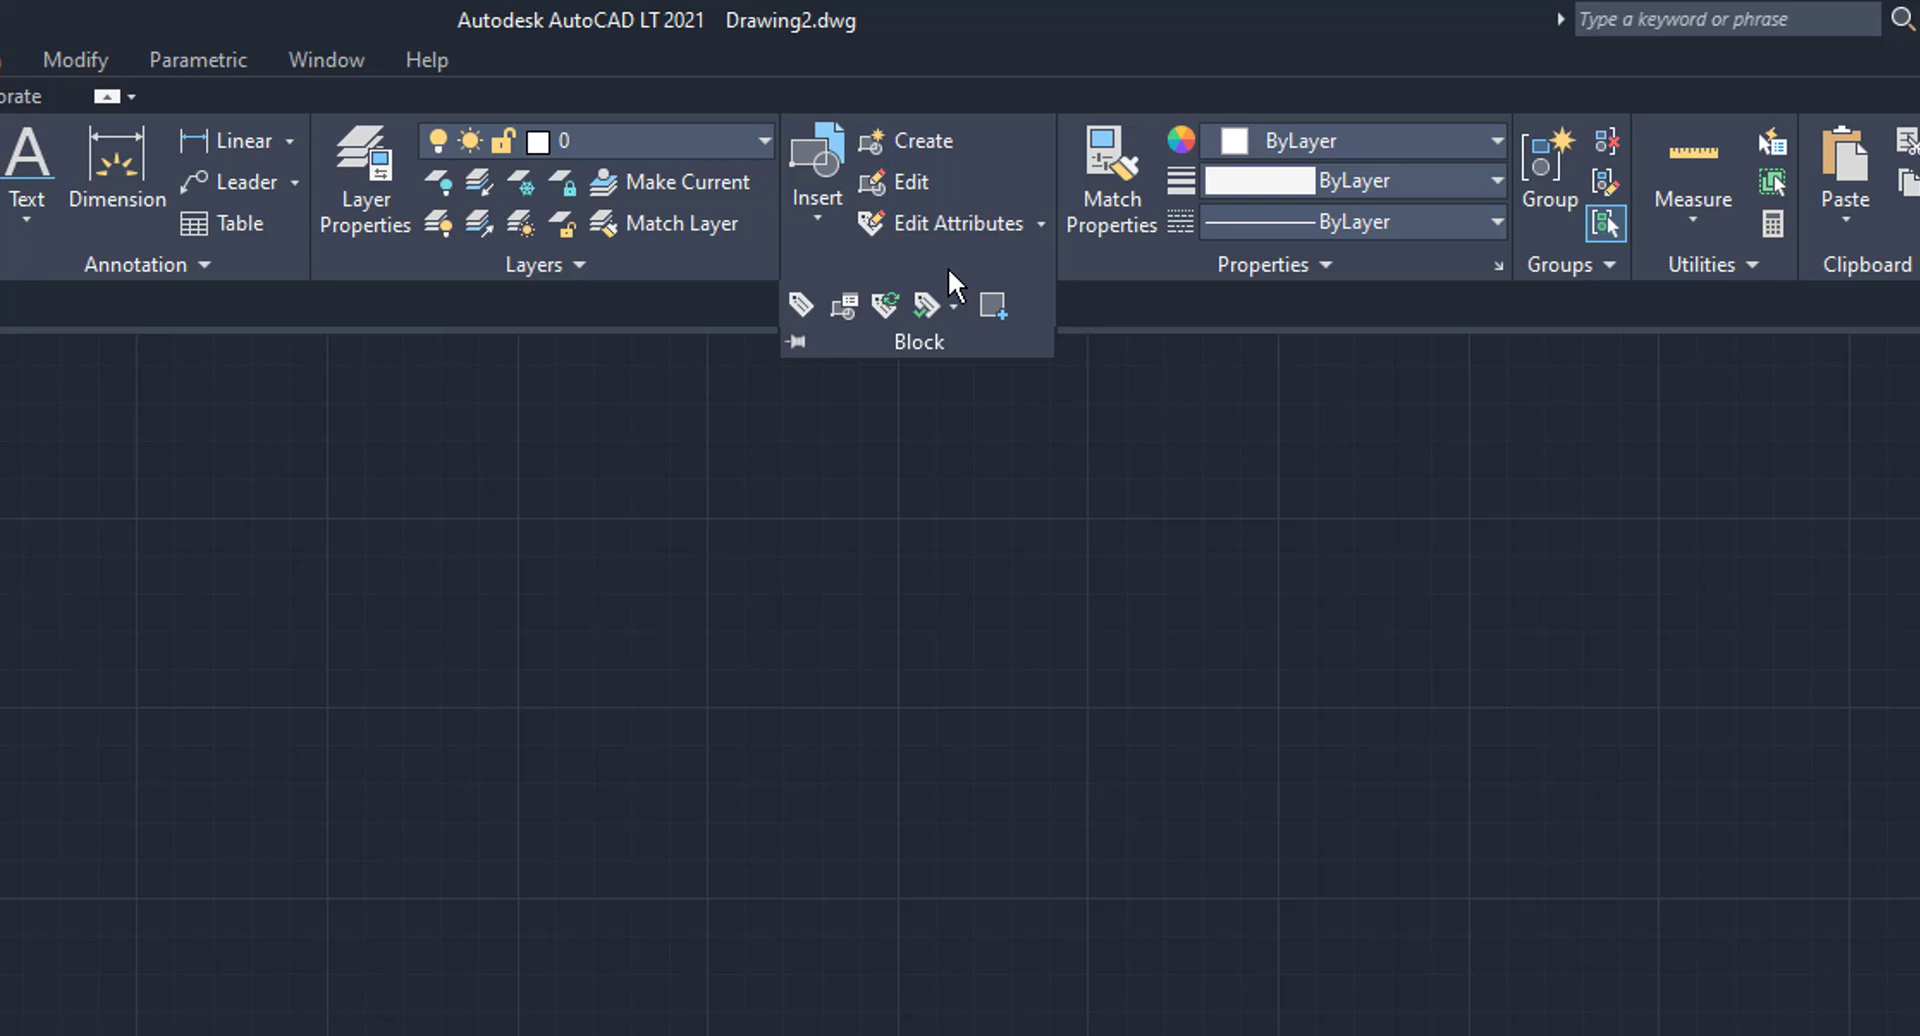 Autodesk AutoCAD LT 2021 Drawing2.dwg
Type a keyword or phrase
Modify Parametric Window Help
orate
Text
Dimension
Linear
Leader
Table
Annotation
Layer
Properties
0
Make Current
Match Layer
Layers
Insert
Create
Edit
Edit Attributes
Block
Match
Properties
ByLayer
ByLayer
ByLayer
Properties
Group
Groups
Measure
Utilities
Paste
Clipboard